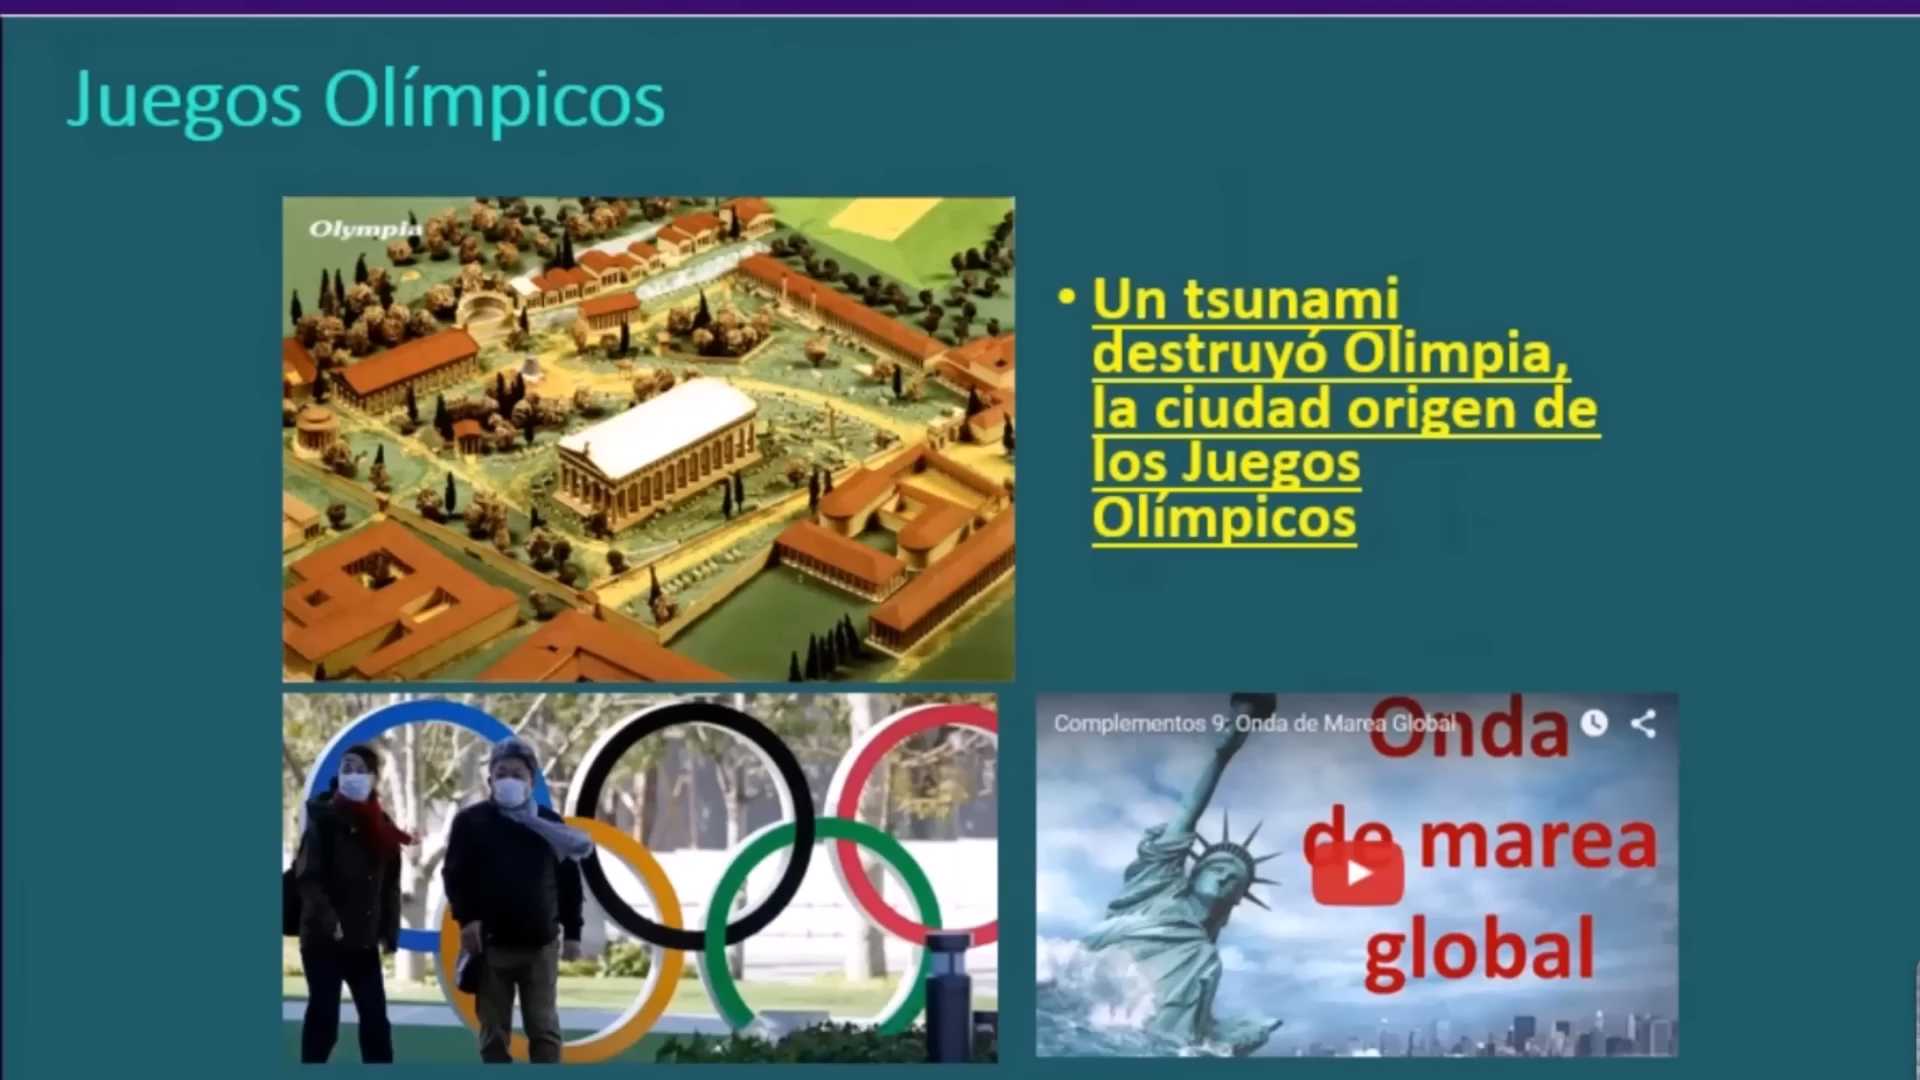 Juegos Olímpicos
Olympia
• Un tsunami
destruyó Olimpia,
la ciudad origen de
los Juegos
Olímpicos
Complementos 9: Onda de Marea Global
Onda
de marea
global